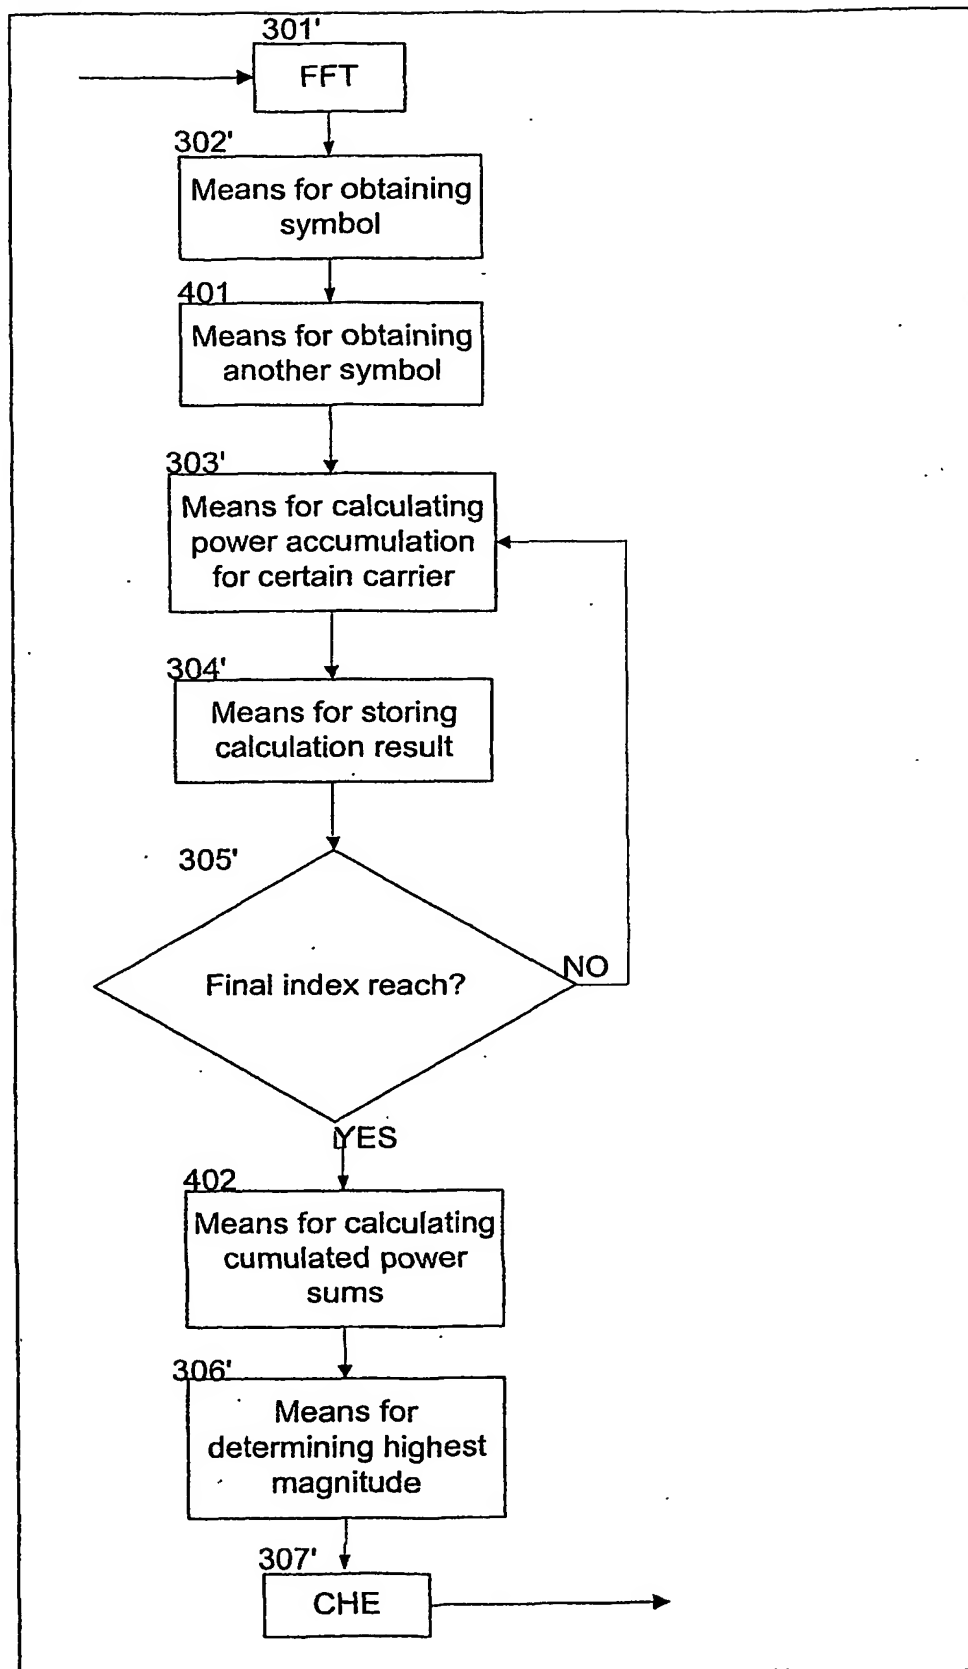 301'
FFT
302'
Means for obtaining
symbol
401
Means for obtaining
another symbol
303'
Means for calculating
power accumulation
for certain carrier
304'
Means for storing
calculation result
305'
Final index reach?
NO
YES
402
Means for calculating
cumulated power
sums
306'
Means for
determining highest
magnitude
307'
CHE